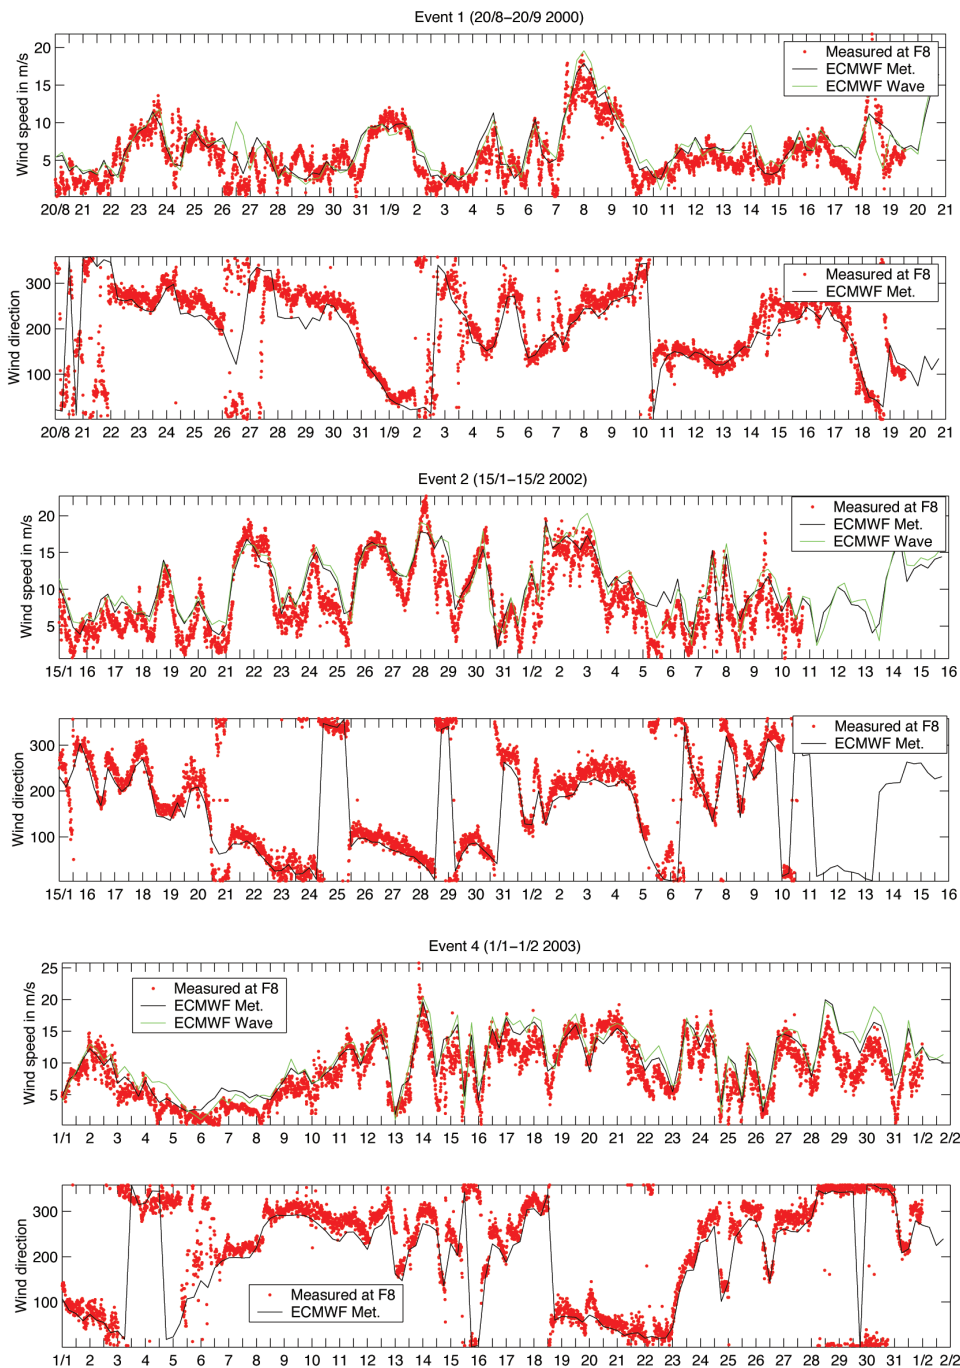 Event 1 (20/8−20/9 2000)
Wind speed in m/s
20
15
10
5
Measured at F8
ECMWF Met.
ECMWF Wave
20/8 21 22 23 24 25 26 27 28 29 30 31 1/9 2 3 4 5 6 7 8 9 10 11 12 13 14 15 16 17 18 19 20 21
Wind direction
300
200
100
Measured at F8
ECMWF Met.
20/8 21 22 23 24 25 26 27 28 29 30 31 1/9 2 3 4 5 6 7 8 9 10 11 12 13 14 15 16 17 18 19 20 21
Event 2 (15/1−15/2 2002)
Wind speed in m/s
20
15
10
5
Measured at F8
ECMWF Met.
ECMWF Wave
15/1 16 17 18 19 20 21 22 23 24 25 26 27 28 29 30 31 1/2 2 3 4 5 6 7 8 9 10 11 12 13 14 15 16
Wind direction
300
200
100
Measured at F8
ECMWF Met.
15/1 16 17 18 19 20 21 22 23 24 25 26 27 28 29 30 31 1/2 2 3 4 5 6 7 8 9 10 11 12 13 14 15 16
Event 4 (1/1−1/2 2003)
Wind speed in m/s
25
20
15
10
5
Measured at F8
ECMWF Met.
ECMWF Wave
1/1 2 3 4 5 6 7 8 9 10 11 12 13 14 15 16 17 18 19 20 21 22 23 24 25 26 27 28 29 30 31 1/2 2/2
Wind direction
300
200
100
Measured at F8
ECMWF Met.
1/1 2 3 4 5 6 7 8 9 10 11 12 13 14 15 16 17 18 19 20 21 22 23 24 25 26 27 28 29 30 31 1/2 2/2